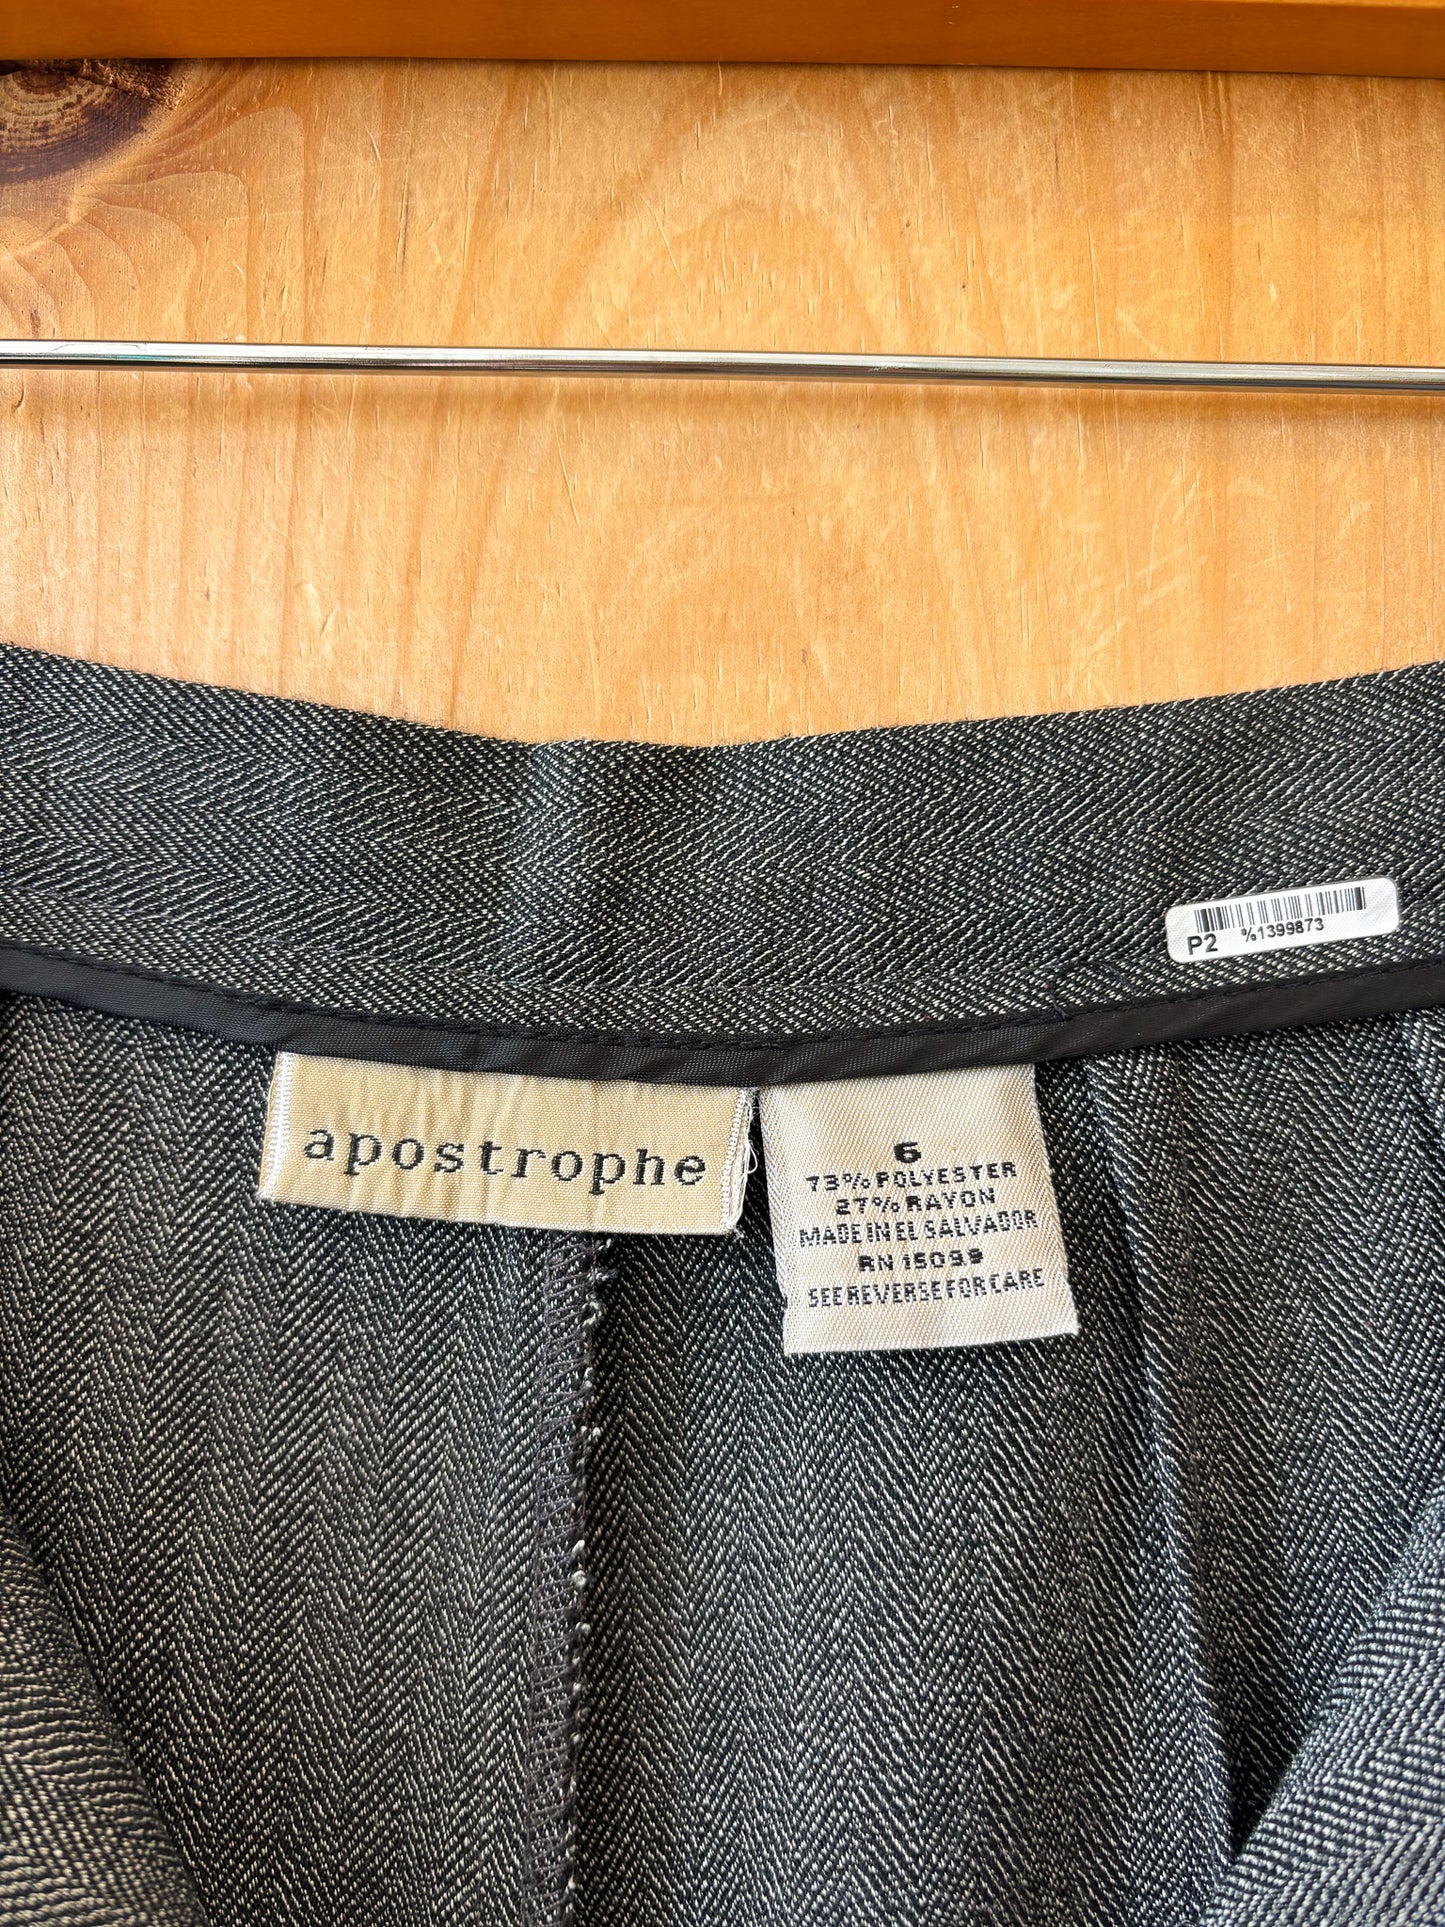 P2 %1399873
apostrophe
6
73% POLYESTER
27% RAYON
MADE IN EL SALVADOR
RN 15099
SEE REVERSE FOR CARE